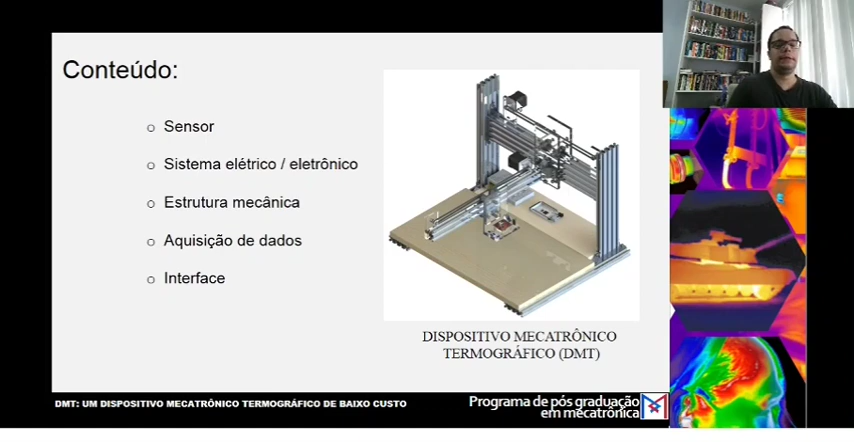 Conteúdo:
Sensor
Sistema elétrico / eletrônico
Estrutura mecânica
Aquisição de dados
Interface
DISPOSITIVO MECATRÔNICO
TERMOGRÁFICO (DMT)
DMT: UM DISPOSITIVO MECATRÔNICO TERMOGRÁFICO DE BAIXO CUSTO
Programa de pós graduação
em mecatrônica